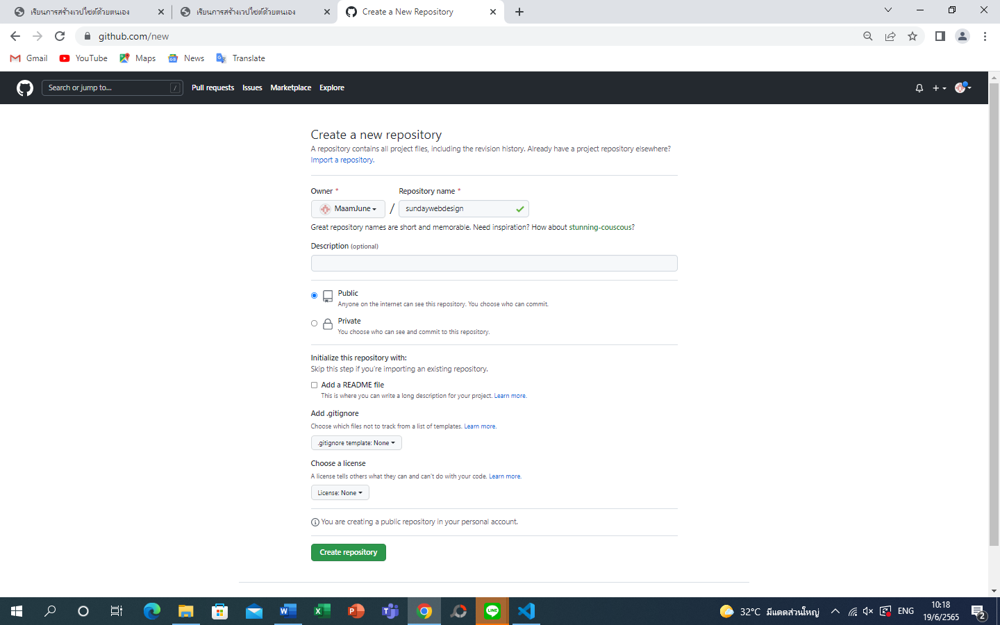 เรียนการสร้างเวปไซต์ด้วยตนเอง
เรียนการสร้างเวปไซต์ด้วยตนเอง
Create a New Repository
github.com/new
Gmail
YouTube
Maps
News
Translate
Search or jump to...
/
Pull requests
Issues
Marketplace
Explore
Create a new repository
A repository contains all project files, including the revision history. Already have a project repository elsewhere?
Import a repository.
Owner *
Repository name *
MaamJune
/
sundaywebdesign
Great repository names are short and memorable. Need inspiration? How about stunning-couscous?
Description (optional)
Public
Anyone on the internet can see this repository. You choose who can commit.
Private
You choose who can see and commit to this repository.
Initialize this repository with:
Skip this step if you're importing an existing repository.
Add a README file
This is where you can write a long description for your project. Learn more.
Add .gitignore
Choose which files not to track from a list of templates. Learn more.
.gitignore template: None
Choose a license
A license tells others what they can and can't do with your code. Learn more.
License: None
You are creating a public repository in your personal account.
Create repository
32°C มีแดดส่วนใหญ่
ENG
10:18
19/6/2565
2